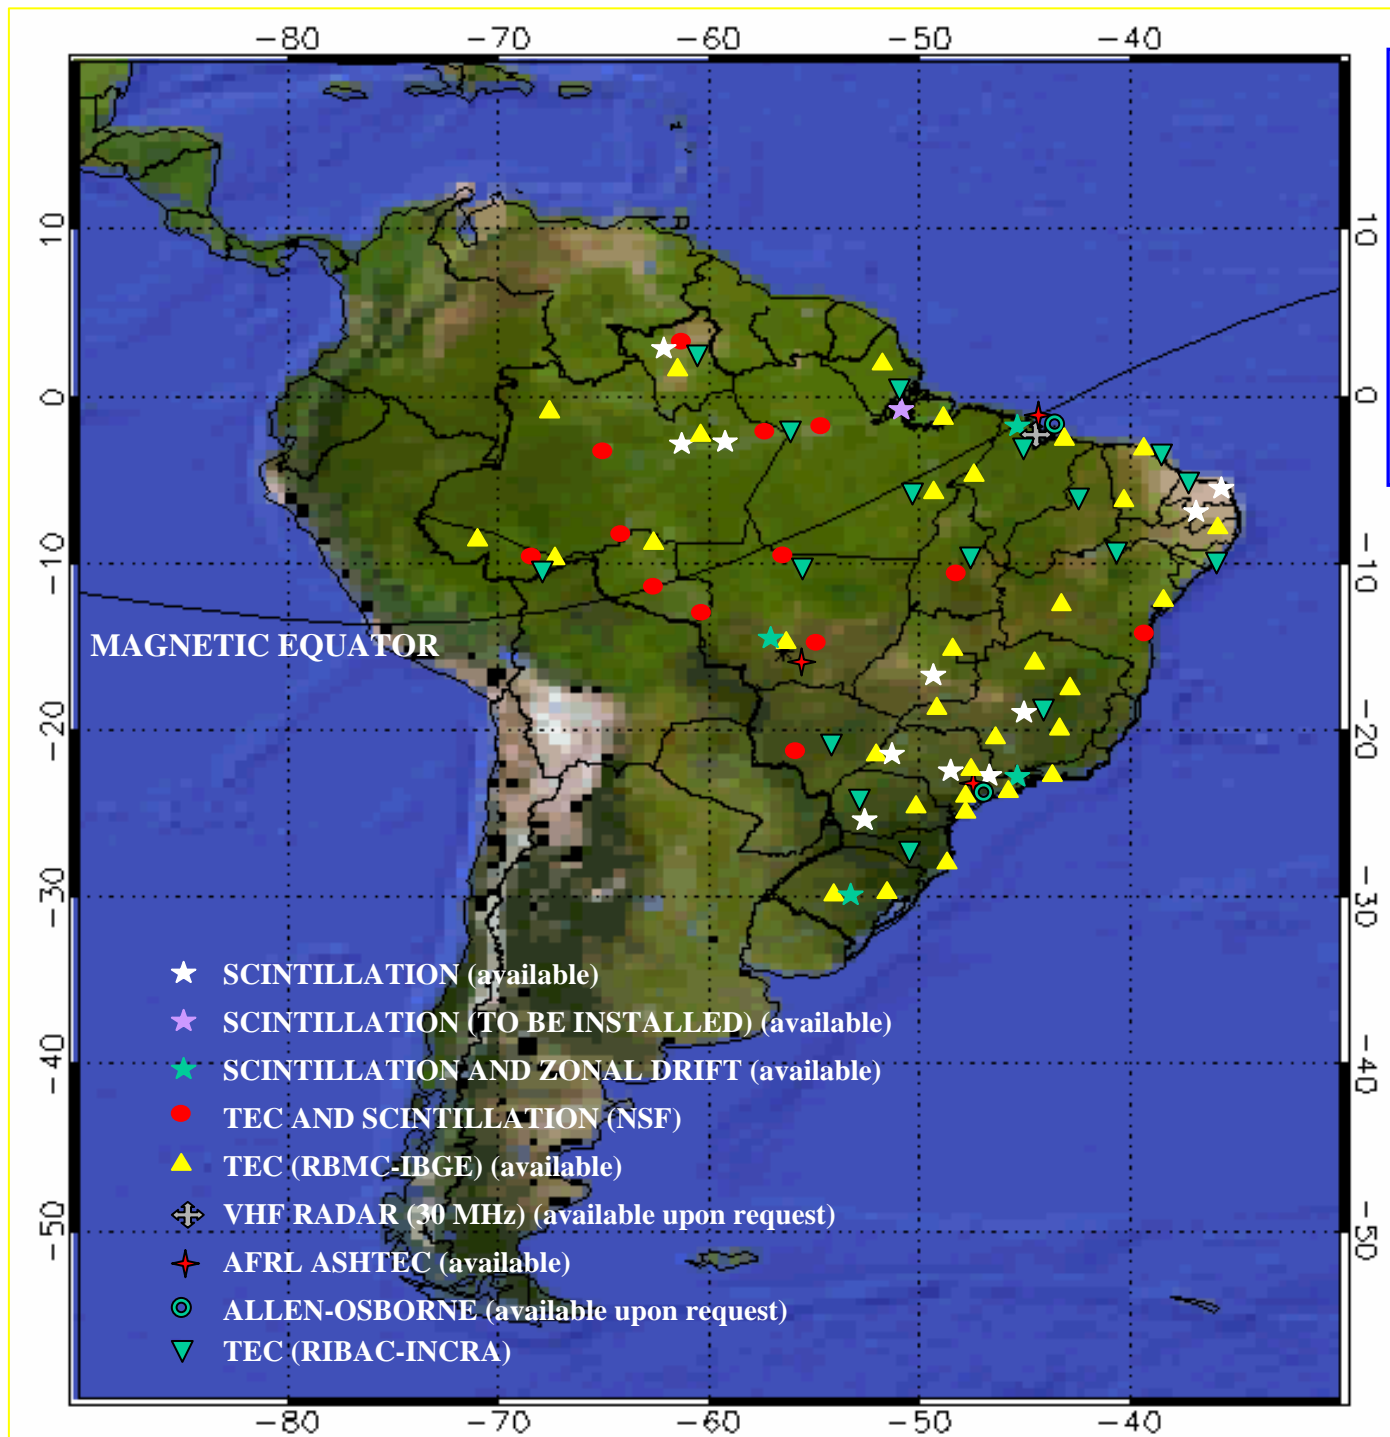 −80 −70 −60 −50 −40
10 10
0 0
−10 −10
MAGNETIC EQUATOR
−20 −20
−30 −30
SCINTILLATION (available)
SCINTILLATION (TO BE INSTALLED) (available)
−40 −40
SCINTILLATION AND ZONAL DRIFT (available)
TEC AND SCINTILLATION (NSF)
TEC (RBMC-IBGE) (available)
−50 −50
VHF RADAR (30 MHz) (available upon request)
AFRL ASHTEC (available)
ALLEN-OSBORNE (available upon request)
TEC (RIBAC-INCRA)
−80 −70 −60 −50 −40